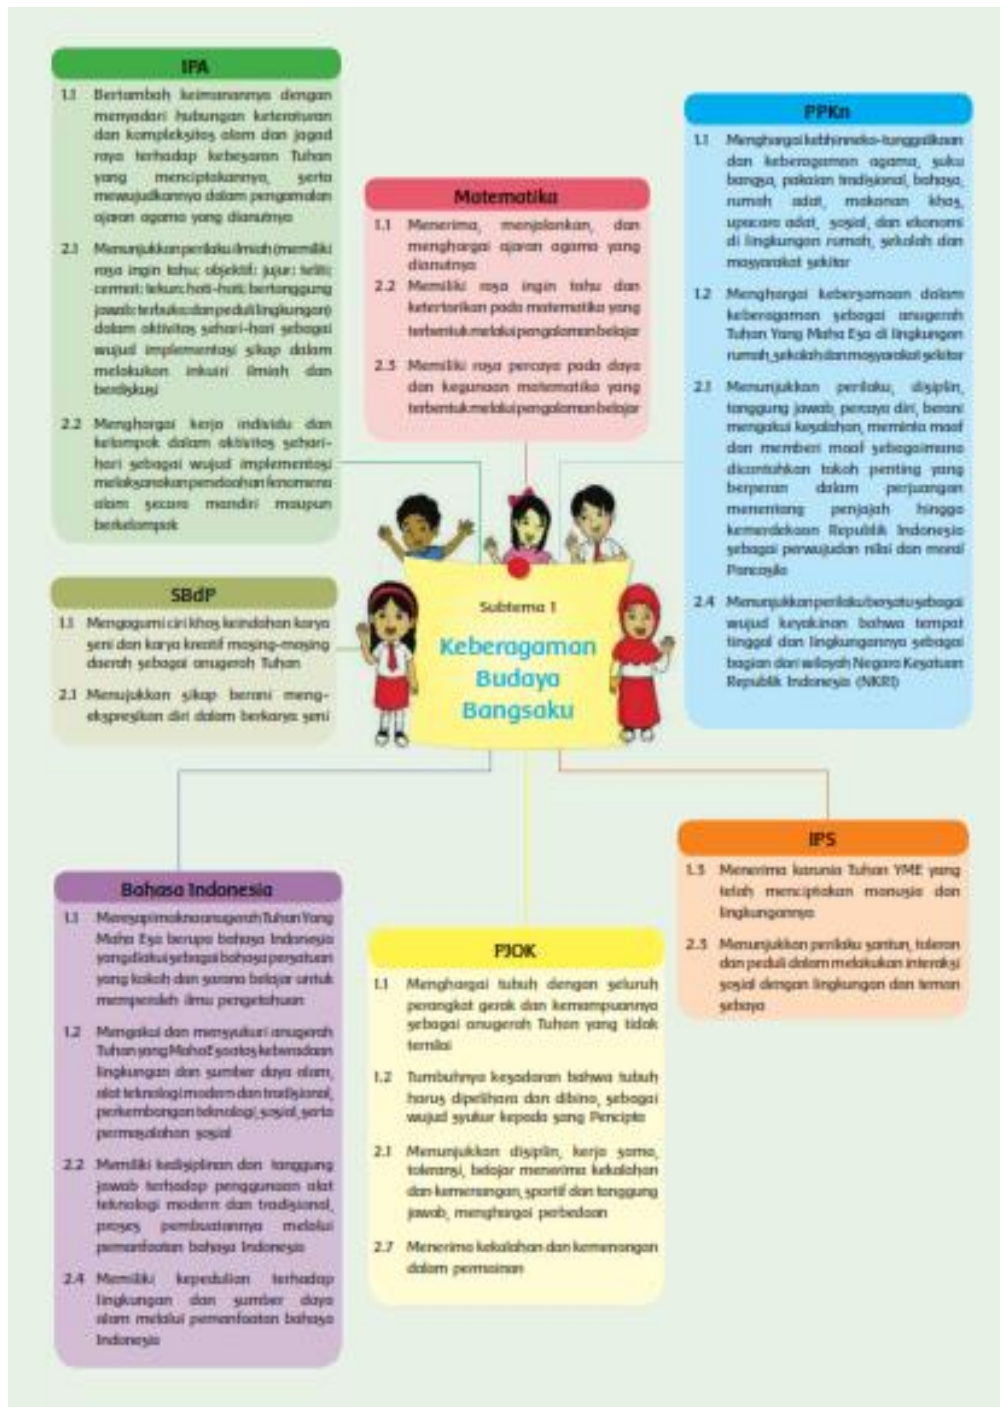 IPA
1.1 Bertambah keimanannya dengan
menyadari hubungan keteraturan
dan kompleksitas alam dan jagad
raya terhadap kebesaran Tuhan
yang menciptakannya, serta
mewujudkannya dalam pengamalan
ajaran agama yang dianutnya
2.1 Menunjukkan perilaku ilmiah (memiliki
rasa ingin tahu; objektif; jujur; teliti;
cermat; tekun; hati-hati; bertanggung
jawab; terbuka; dan peduli lingkungan)
dalam aktivitas sehari-hari sebagai
wujud implementasi sikap dalam
melakukan inkuiri ilmiah dan
berdiskusi
2.2 Menghargai kerja individu dan
kelompok dalam aktivitas sehari-
hari sebagai wujud implementasi
melaksanakan penelaahan fenomena
alam secara mandiri maupun
berkelompok
Matematika
1.1 Menerima, menjalankan, dan
menghargai ajaran agama yang
dianutnya
2.2 Memiliki rasa ingin tahu dan
ketertarikan pada matematika yang
terbentuk melalui pengalaman belajar
2.3 Memiliki rasa percaya pada daya
dan kegunaan matematika yang
terbentuk melalui pengalaman belajar
PPKn
1.1 Menghargai kebhinneka-tunggalikaan
dan keberagaman agama, suku
bangsa, pakaian tradisional, bahasa,
rumah adat, makanan khas,
upacara adat, sosial, dan ekonomi
di lingkungan rumah, sekolah dan
masyarakat sekitar
1.2 Menghargai kebersamaan dalam
keberagaman sebagai anugerah
Tuhan Yang Maha Esa di lingkungan
rumah, sekolah dan masyarakat sekitar
2.1 Menunjukkan perilaku, disiplin,
tanggung jawab, percaya diri, berani
mengakui kesalahan, meminta maaf
dan memberi maaf sebagaimana
dicontohkan tokoh penting yang
berperan dalam perjuangan
menentang penjajah hingga
kemerdekaan Republik Indonesia
sebagai perwujudan nilai dan moral
Pancasila
2.4 Menunjukkan perilaku bersatu sebagai
wujud keyakinan bahwa tempat
tinggal dan lingkungannya sebagai
bagian dari wilayah Negara Kesatuan
Republik Indonesia (NKRI)
SBdP
1.1 Mengagumi ciri khas keindahan karya
seni dan karya kreatif masing-masing
daerah sebagai anugerah Tuhan
2.1 Menujukkan sikap berani meng-
ekspresikan diri dalam berkarya seni
Subtema 1
Keberagaman
Budaya
Bangsaku
Bahasa Indonesia
1.1 Meresapi makna anugerah Tuhan Yang
Maha Esa berupa bahasa Indonesia
yang diakui sebagai bahasa persatuan
yang kokoh dan sarana belajar untuk
memperoleh ilmu pengetahuan
1.2 Mengakui dan mensyukuri anugerah
Tuhan yang Maha Esa atas keberadaan
lingkungan dan sumber daya alam,
alat teknologi modern dan tradisional,
perkembangan teknologi, sosial, serta
permasalahan sosial
2.2 Memiliki kedisiplinan dan tanggung
jawab terhadap penggunaan alat
teknologi modern dan tradisional,
proses pembuatannya melalui
pemanfaatan bahasa Indonesia
2.4 Memiliki kepedulian terhadap
lingkungan dan sumber daya
alam melalui pemanfaatan bahasa
Indonesia
PJOK
1.1 Menghargai tubuh dengan seluruh
perangkat gerak dan kemampuannya
sebagai anugerah Tuhan yang tidak
ternilai
1.2 Tumbuhnya kesadaran bahwa tubuh
harus dipelihara dan dibina, sebagai
wujud syukur kepada sang Pencipta
2.1 Menunjukkan disiplin, kerja sama,
toleransi, belajar menerima kekalahan
dan kemenangan, sportif dan tanggung
jawab, menghargai perbedaan
2.7 Menerima kekalahan dan kemenangan
dalam permainan
IPS
1.3 Menerima karunia Tuhan YME yang
telah menciptakan manusia dan
lingkungannya
2.3 Menunjukkan perilaku santun, toleran
dan peduli dalam melakukan interaksi
sosial dengan lingkungan dan teman
sebaya